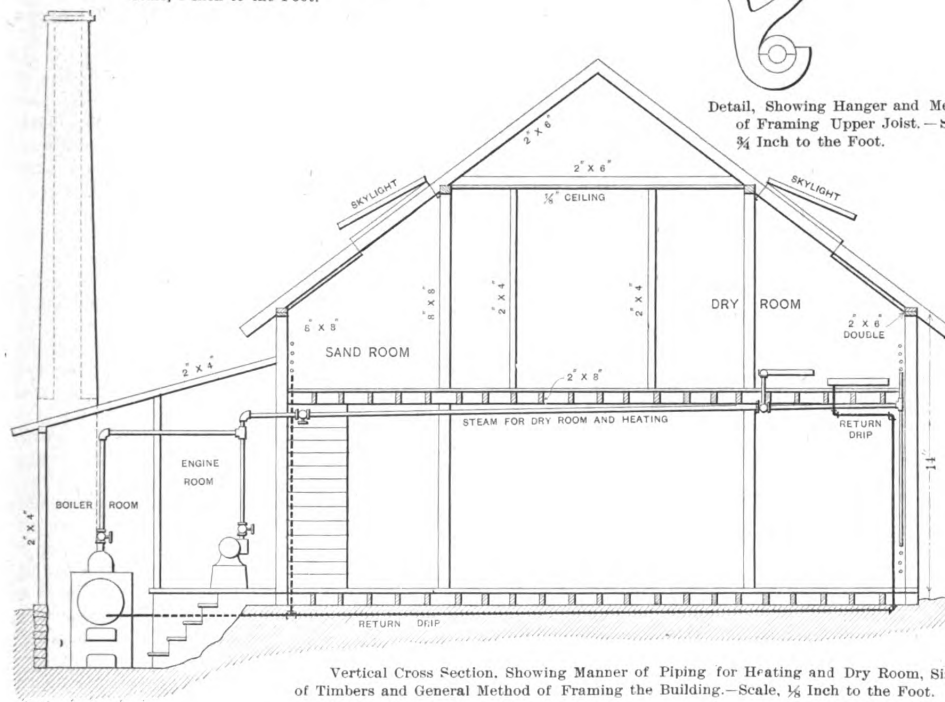 Detail, Showing Hanger and
of Framing Upper Joist.—
¾ Inch to the Foot.
2" X 6"
2" X 6"
SKYLIGHT
SKYLIGHT
⅛" CEILING
8" X 8"
2" X 4"
2" X 4"
DRY ROOM
6" X 8"
SAND ROOM
2" X 6"
DOUBLE
2" X 4"
2" X 8"
STEAM FOR DRY ROOM AND HEATING
RETURN
DRIP
14"
ENGINE
ROOM
BOILER ROOM
2" X 4"
RETURN DRIP
Vertical Cross Section, Showing Manner of Piping for Heating and Dry Room,
of Timbers and General Method of Framing the Building.—Scale, ⅛ Inch to the Foot.